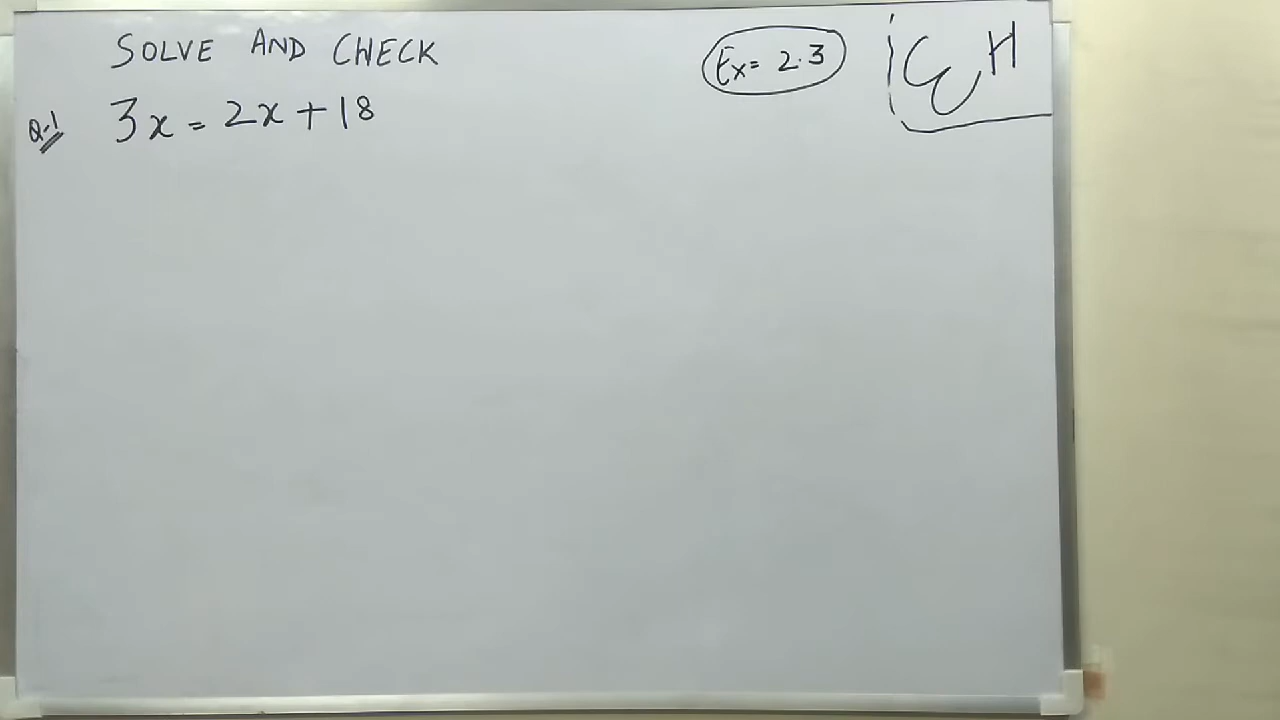 SOLVE AND CHECK
Ex = 2.3
Q-1 3x = 2x + 18